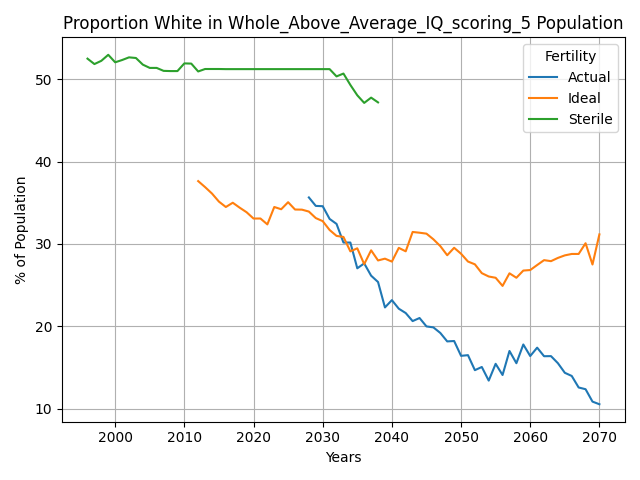 Proportion White in Whole_Above_Average_IQ_scoring_5 Population
Fertility
Actual
Ideal
Sterile
% of Population
50
40
30
20
10
2000 2010 2020 2030 2040 2050 2060 2070
Years